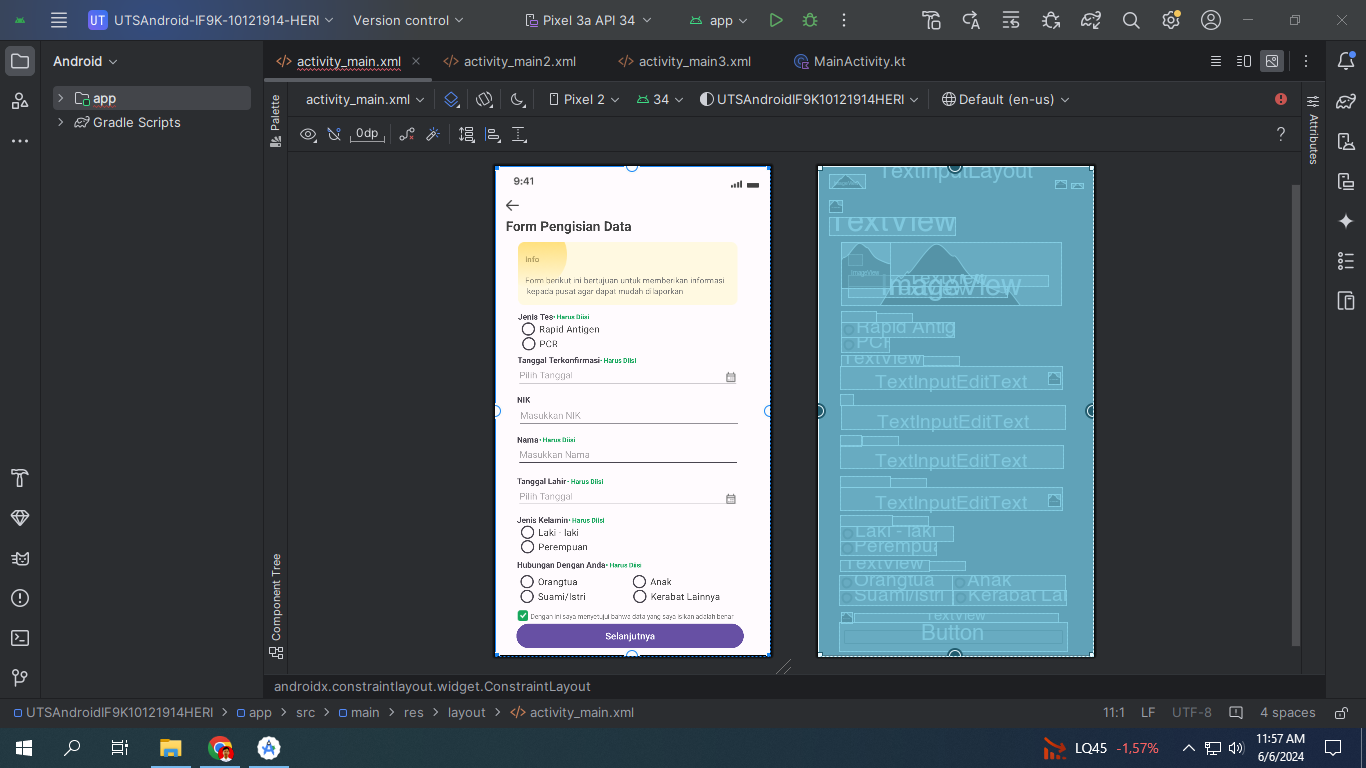 UT UTSAndroid-IF9K-10121914-HERI Version control Pixel 3a API 34 app
Android activity_main.xml activity_main2.xml activity_main3.xml MainActivity.kt
app
Gradle Scripts
Palette
activity_main.xml Pixel 2 34 UTSAndroidIF9K10121914HERI Default (en-us)
0dp ?
Attributes
9:41
Form Pengisian Data
Info
Form berikut ini bertujuan untuk memberikan informasi
kepada pusat agar dapat mudah dilaporkan
Jenis Tes• Harus Diisi
Rapid Antigen
PCR
Tanggal Terkonfirmasi• Harus Diisi
Pilih Tanggal
NIK
Masukkan NIK
Nama• Harus Diisi
Masukkan Nama
Tanggal Lahir• Harus Diisi
Pilih Tanggal
Jenis Kelamin• Harus Diisi
Laki - laki
Perempuan
Hubungan Dengan Anda• Harus Diisi
Orangtua Anak
Suami/Istri Kerabat Lainnya
Dengan ini saya menyetujui bahwa data yang saya isikan adalah benar
Selanjutnya
TextInputLayout
TextView
ImageView
ImageView
TextView
TextView
Rapid Antig
PCR
TextView
TextInputEditText
TextInputEditText
TextInputEditText
TextInputEditText
Laki - laki
Perempua
TextView
Orangtua Anak
Suami/Istri Kerabat Lai
TextView
Button
Component Tree
androidx.constraintlayout.widget.ConstraintLayout
UTSAndroidIF9K10121914HERI > app > src > main > res > layout > activity_main.xml 11:1 LF UTF-8 4 spaces
LQ45 -1,57% 11:57 AM
6/6/2024